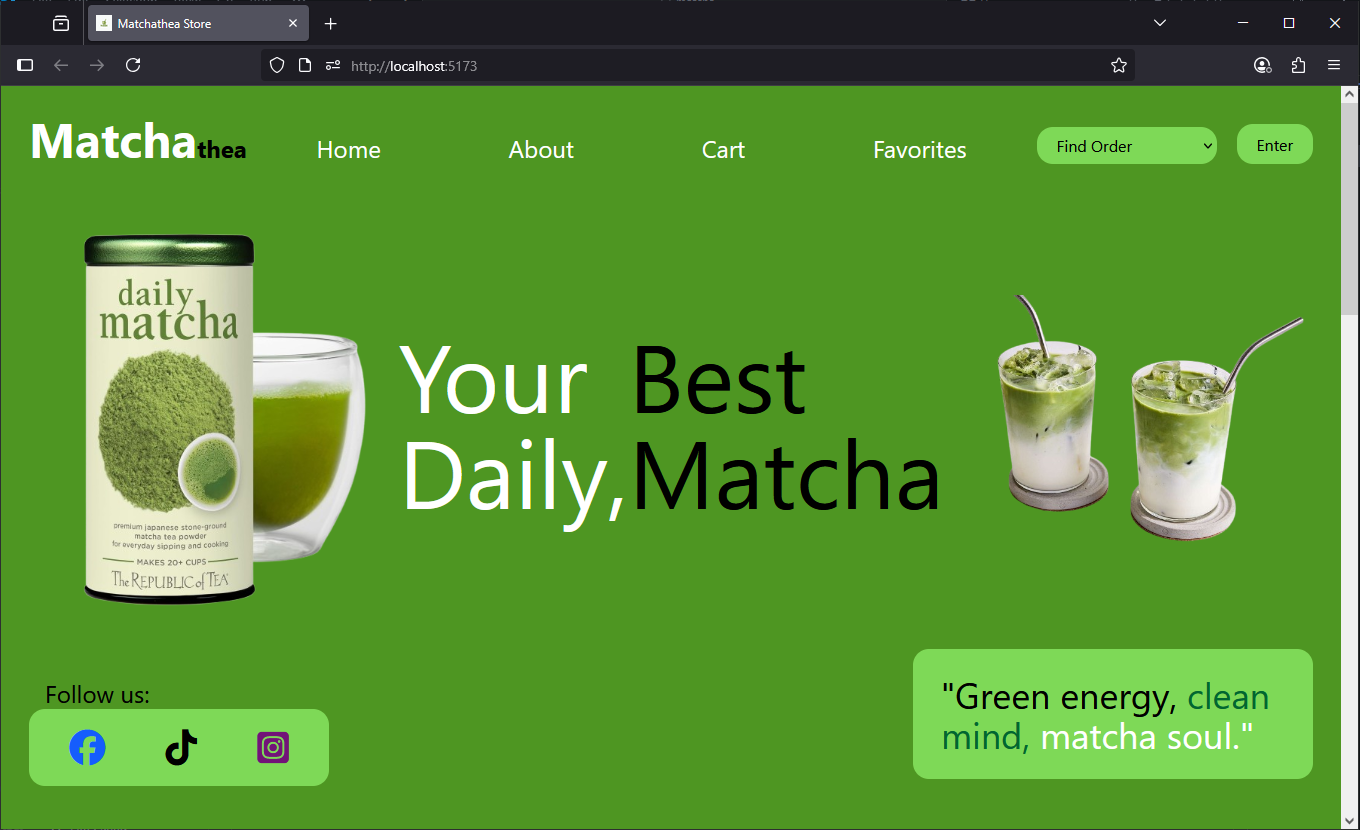 Matchathea Store
http://localhost:5173
Matchathea
Home
About
Cart
Favorites
Find Order
Enter
daily
matcha
premium japanese stone-ground
matcha tea powder
for everyday sipping and cooking
MAKES 20+ CUPS
The REPUBLIC of TEA®
Your Best
Daily,Matcha
Follow us:
"Green energy, clean
mind, matcha soul."